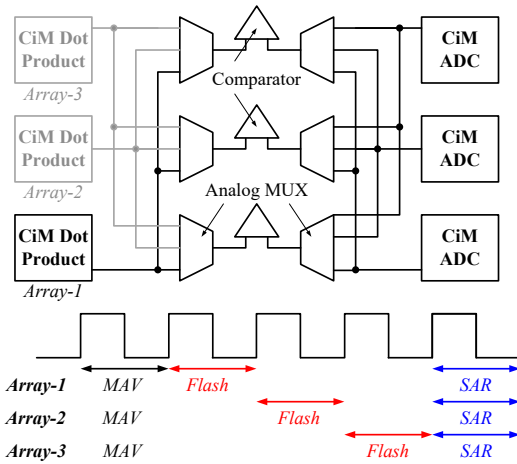 CiM Dot
Product
Array-3
CiM
ADC
Comparator
CiM Dot
Product
Array-2
CiM
ADC
Analog MUX
CiM Dot
Product
Array-1
CiM
ADC
Array-1 MAV Flash SAR
Array-2 MAV Flash SAR
Array-3 MAV Flash SAR